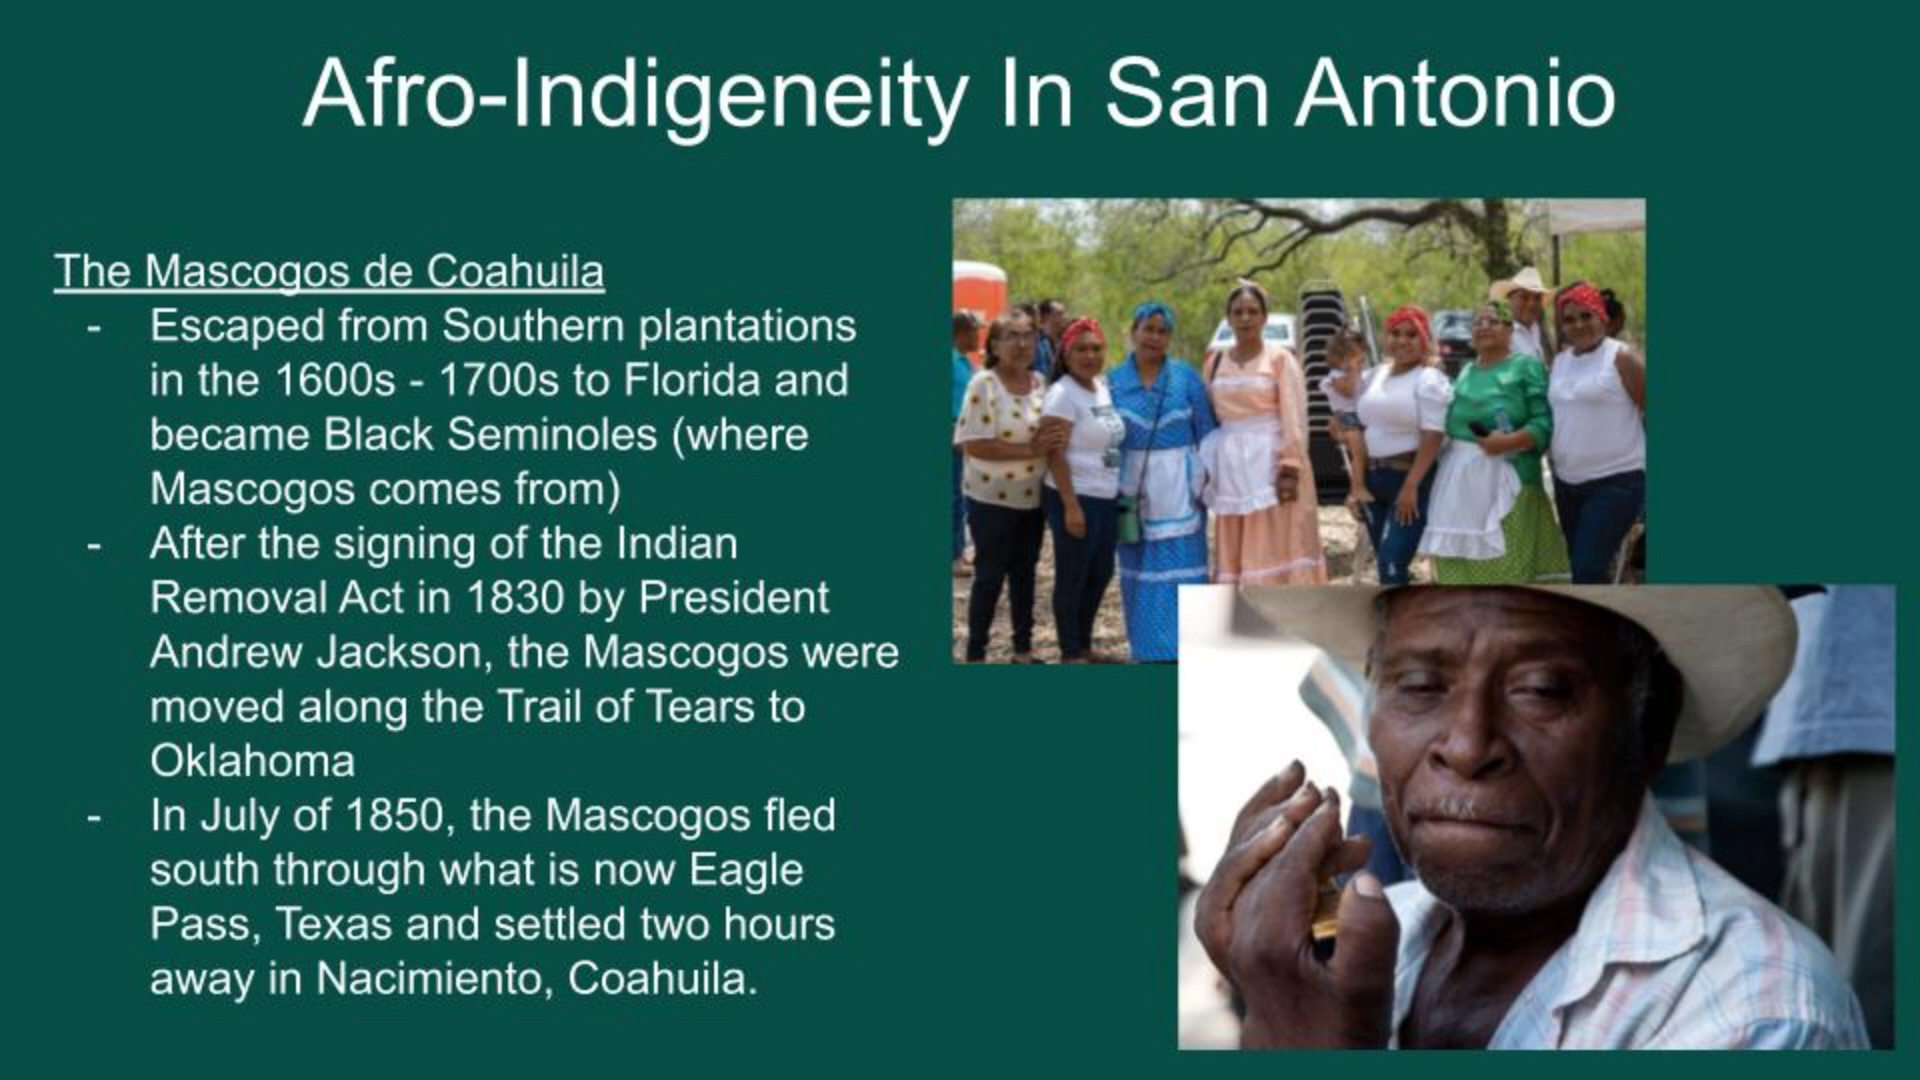 Afro-Indigeneity In San Antonio
The Mascogos de Coahuila
- Escaped from Southern plantations
in the 1600s - 1700s to Florida and
became Black Seminoles (where
Mascogos comes from)
- After the signing of the Indian
Removal Act in 1830 by President
Andrew Jackson, the Mascogos were
moved along the Trail of Tears to
Oklahoma
- In July of 1850, the Mascogos fled
south through what is now Eagle
Pass, Texas and settled two hours
away in Nacimiento, Coahuila.